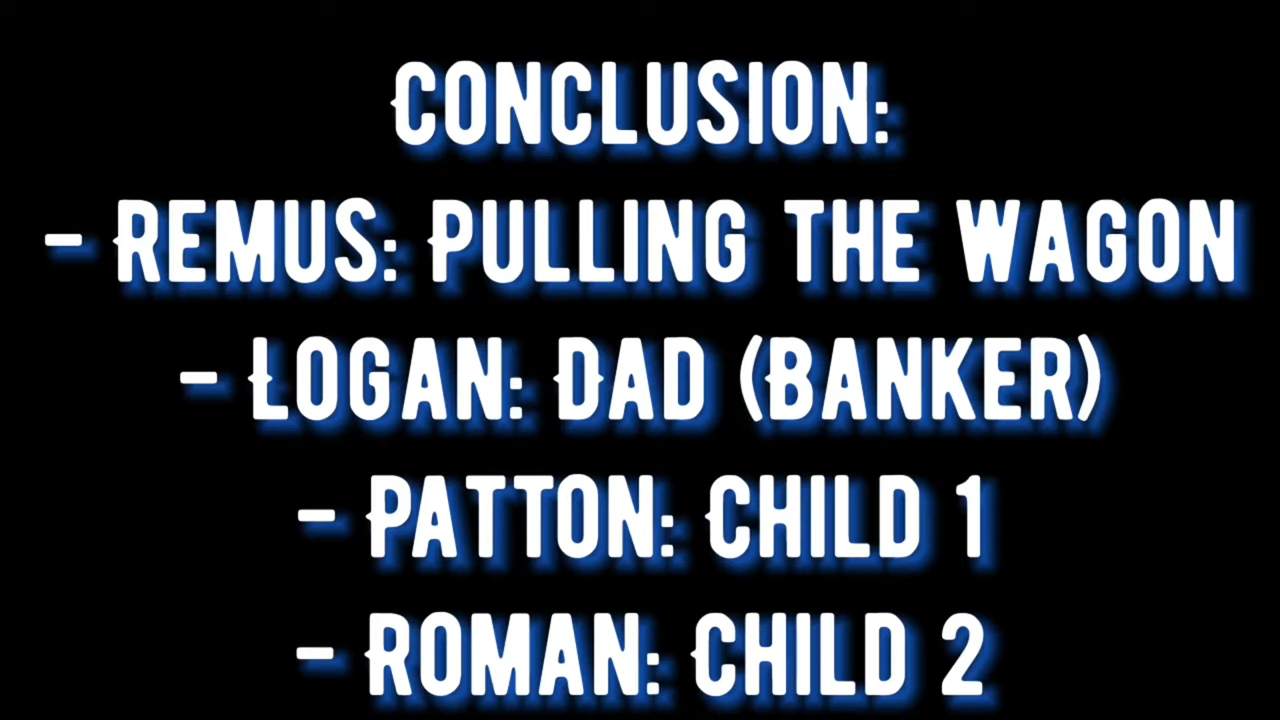 Conclusion:
- Remus: Pulling the wagon
- Logan: Dad (Banker)
- Patton: Child 1
- Roman: Child 2